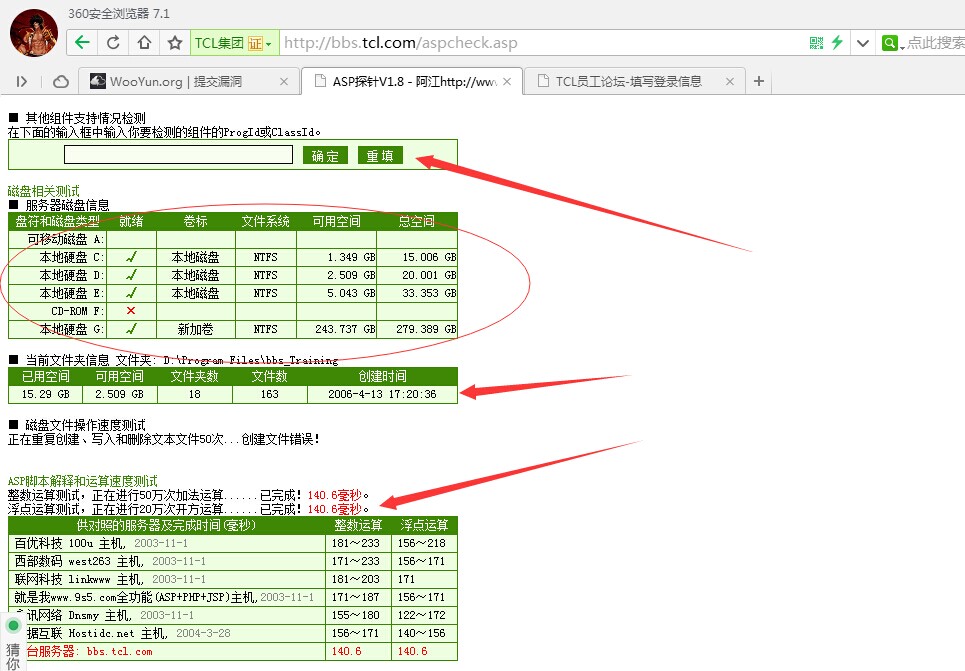 360安全浏览器 7.1
TCL集团 证 http://bbs.tcl.com/aspcheck.asp 点此搜索
WooYun.org | 提交漏洞 × ASP探针V1.8 - 阿江http://ww × TCL员工论坛-填写登录信息 × +
■ 其他组件支持情况检测
在下面的输入框中输入你要检测的组件的ProgId或ClassId。
确 定 重 填
磁盘相关测试
■ 服务器磁盘信息
盘符和磁盘类型 就绪 卷标 文件系统 可用空间 总空间
可移动磁盘 A:
本地硬盘 C: ✓ 本地磁盘 NTFS 1.349 GB 15.006 GB
本地硬盘 D: ✓ 本地磁盘 NTFS 2.509 GB 20.001 GB
本地硬盘 E: ✓ 本地磁盘 NTFS 5.043 GB 33.353 GB
CD-ROM F: ×
本地硬盘 G: ✓ 新加卷 NTFS 243.737 GB 279.389 GB
■ 当前文件夹信息 文件夹: D:\Program Files\bbs_Training
已用空间 可用空间 文件夹数 文件数 创建时间
15.29 GB 2.509 GB 18 163 2006-4-13 17:20:36
■ 磁盘文件操作速度测试
正在重复创建、写入和删除文本文件50次...创建文件错误!
ASP脚本解释和运算速度测试
整数运算测试，正在进行50万次加法运算......已完成! 140.6毫秒。
浮点运算测试，正在进行20万次开方运算......已完成! 140.6毫秒。
供对照的服务器及完成时间(毫秒) 整数运算 浮点运算
百优科技 100u 主机, 2003-11-1 181～233 156～218
西部数码 west263 主机, 2003-11-1 171～233 156～171
联网科技 linkwww 主机, 2003-11-1 181～203 171
就是我www.9s5.com全功能(ASP+PHP+JSP)主机,2003-11-1 171～187 156～171
讯网络 Dnsmy 主机, 2003-11-1 155～180 122～172
据互联 Hostidc.net 主机, 2004-3-28 156～171 140～156
台服务器: bbs.tcl.com 140.6 140.6
猜
你